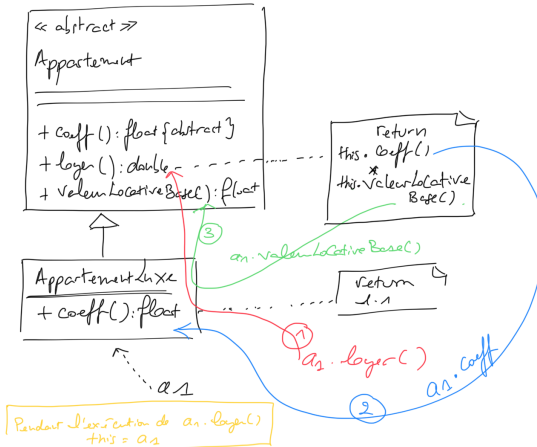 << abstract >>
Appartement
+ coeff() : float {abstract}
+ loyer() : double
+ valeurLocativeBase() : float
return
this.coeff()
*
this.valeurLocative
Base()
3
a1.valeurLocativeBase()
AppartementLuxe
+ coeff() : float
return
1.1
1
a1.loyer()
a1.coeff
2
a1
Pendant l'exécution de a1.loyer()
this = a1